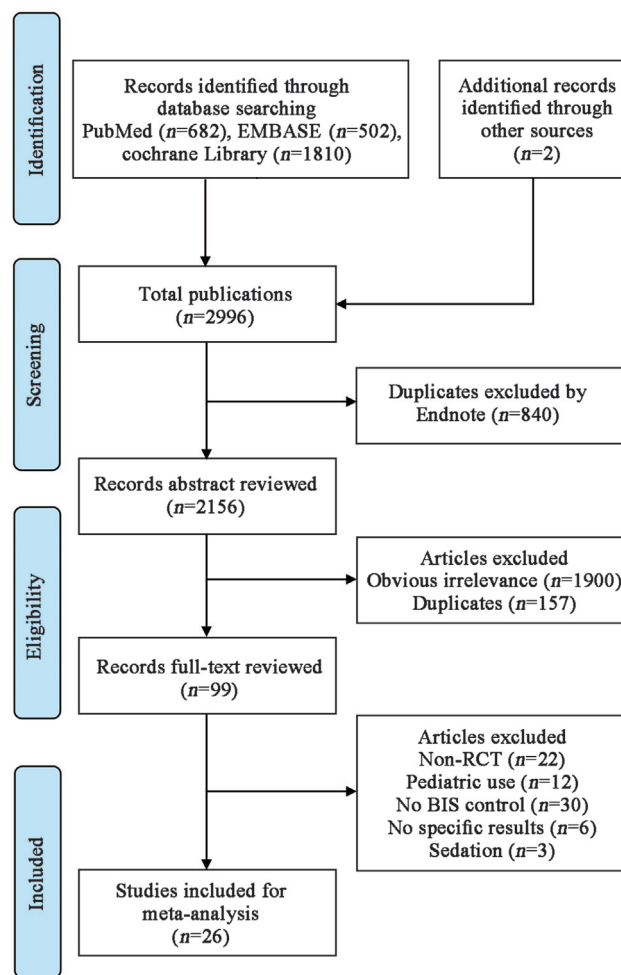 Identification
Records identified through
database searching
PubMed (n=682), EMBASE (n=502),
cochrane Library (n=1810)
Additional records
identified through
other sources
(n=2)
Screening
Total publications
(n=2996)
Duplicates excluded by
Endnote (n=840)
Records abstract reviewed
(n=2156)
Eligibility
Articles excluded
Obvious irrelevance (n=1900)
Duplicates (n=157)
Records full-text reviewed
(n=99)
Articles excluded
Non-RCT (n=22)
Pediatric use (n=12)
No BIS control (n=30)
No specific results (n=6)
Sedation (n=3)
Included
Studies included for
meta-analysis
(n=26)